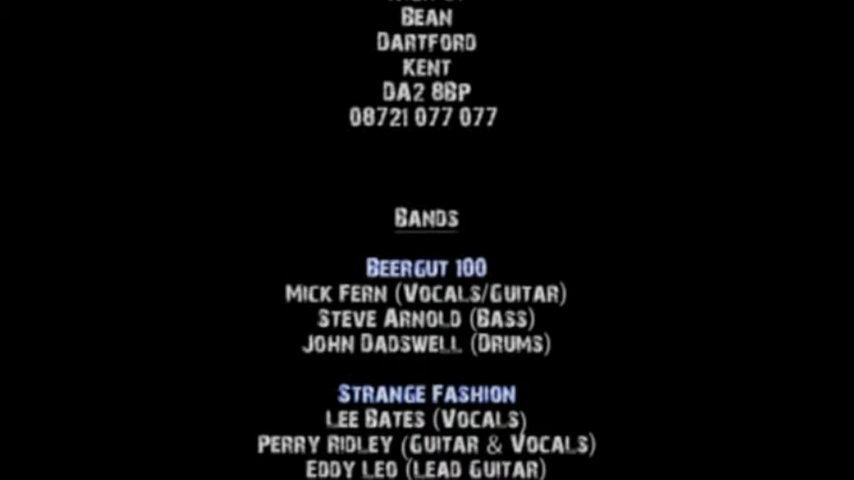 BEAN
DARTFORD
KENT
DA2 8BP
08721 077 077
BANDS
BEERGUT 100
MICK FERN (VOCALS/GUITAR)
STEVE ARNOLD (BASS)
JOHN DADSWELL (DRUMS)
STRANGE FASHION
LEE BATES (VOCALS)
PERRY RIDLEY (GUITAR & VOCALS)
EDDY LEO (LEAD GUITAR)